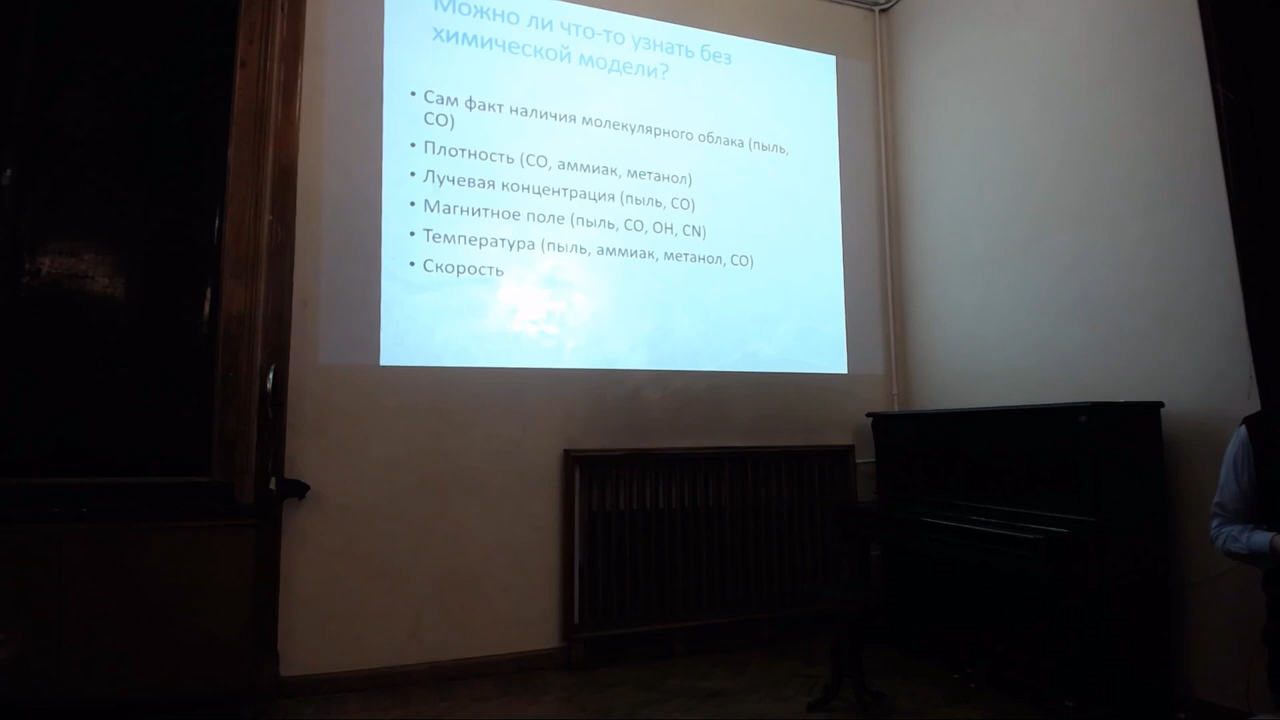 Можно ли что-то узнать без
химической модели?
• Сам факт наличия молекулярного облака (пыль,
CO)
• Плотность (CO, аммиак, метанол)
• Лучевая концентрация (пыль, CO)
• Магнитное поле (пыль, CO, OH, CN)
• Температура (пыль, аммиак, метанол, CO)
• Скорость